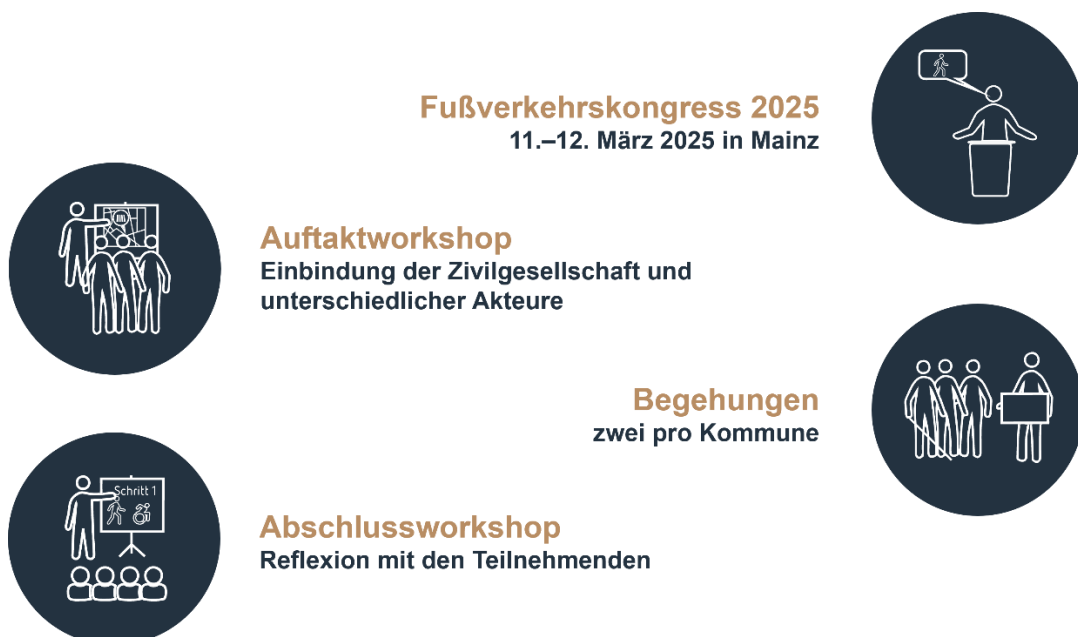 Fußverkehrskongress 2025
11.–12. März 2025 in Mainz
Auftaktworkshop
Einbindung der Zivilgesellschaft und
unterschiedlicher Akteure
Begehungen
zwei pro Kommune
Schritt 1
Abschlussworkshop
Reflexion mit den Teilnehmenden